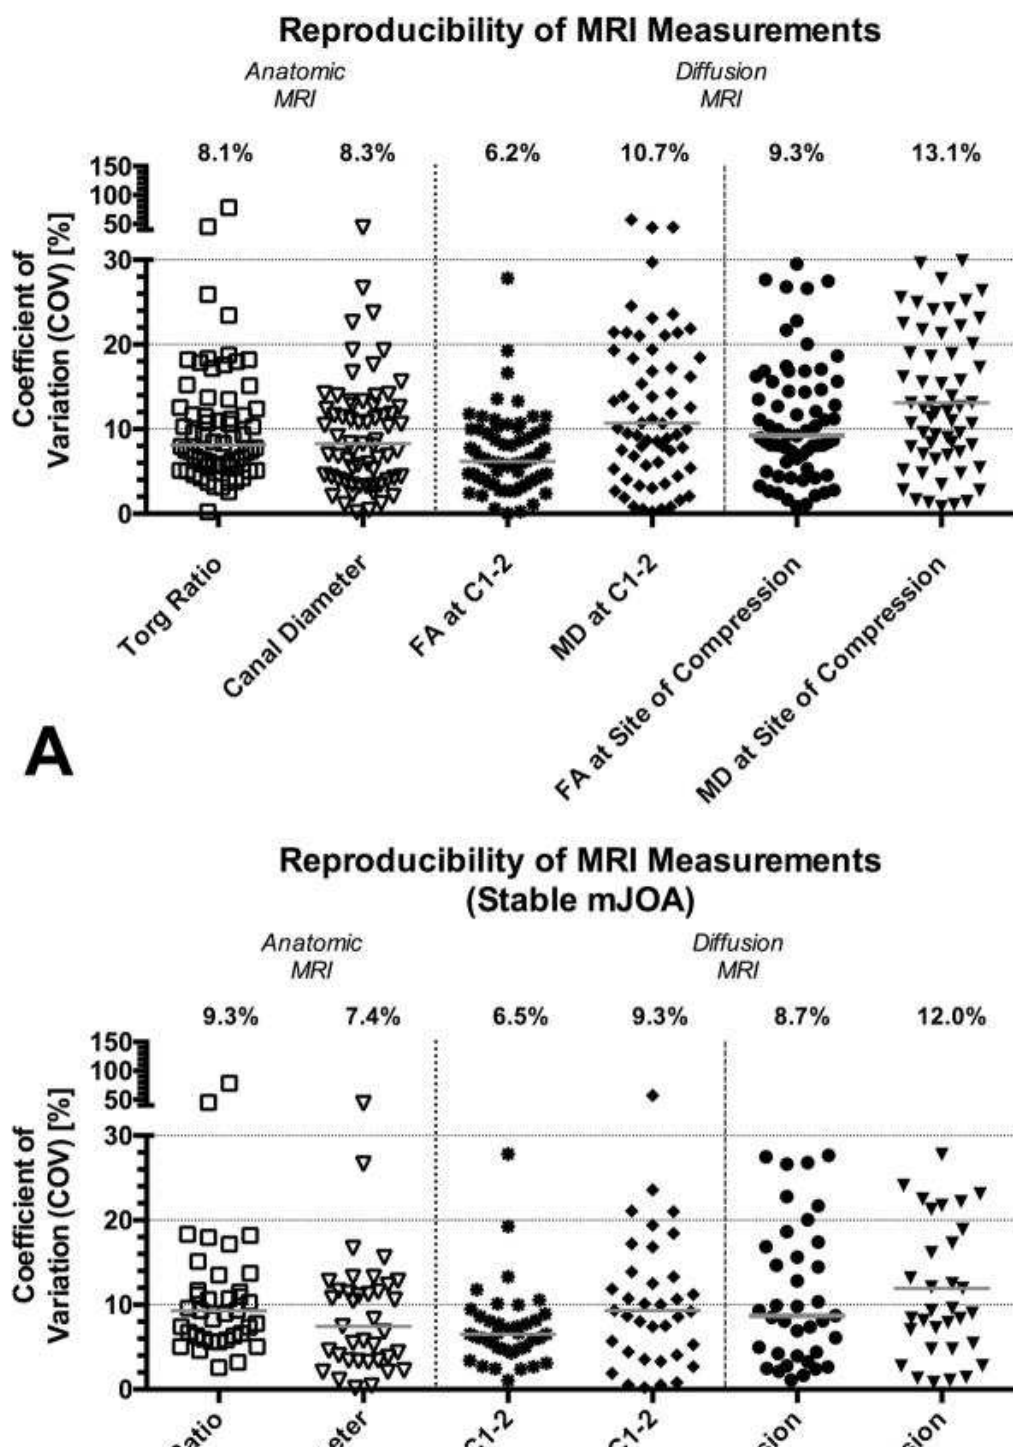 Reproducibility of MRI Measurements
Anatomic
MRI
Diffusion
MRI
8.1% 8.3% 6.2% 10.7% 9.3% 13.1%
150
100
50
30
20
10
0
Coefficient of
Variation (COV) [%]
Torg Ratio
Canal Diameter
FA at C1-2
MD at C1-2
FA at Site of Compression
MD at Site of Compression
A
Reproducibility of MRI Measurements
(Stable mJOA)
Anatomic
MRI
Diffusion
MRI
9.3% 7.4% 6.5% 9.3% 8.7% 12.0%
150
100
50
30
20
10
0
Coefficient of
Variation (COV) [%]
Ratio
eter
C1-2
C1-2
sion
sion